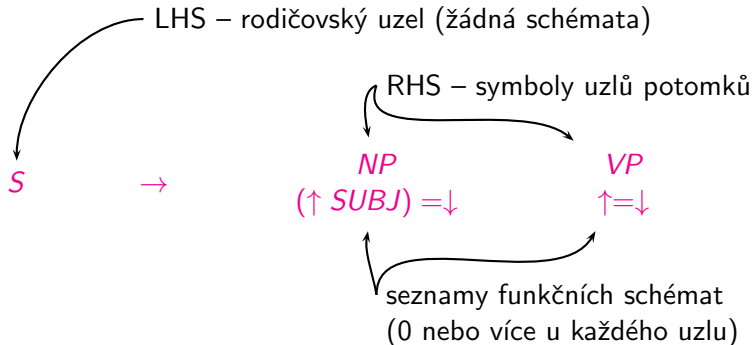 LHS – rodičovský uzel (žádná schémata)
RHS – symboly uzlů potomků
S → NP VP
(↑ SUBJ) =↓ ↑=↓
seznamy funkčních schémat
(0 nebo více u každého uzlu)